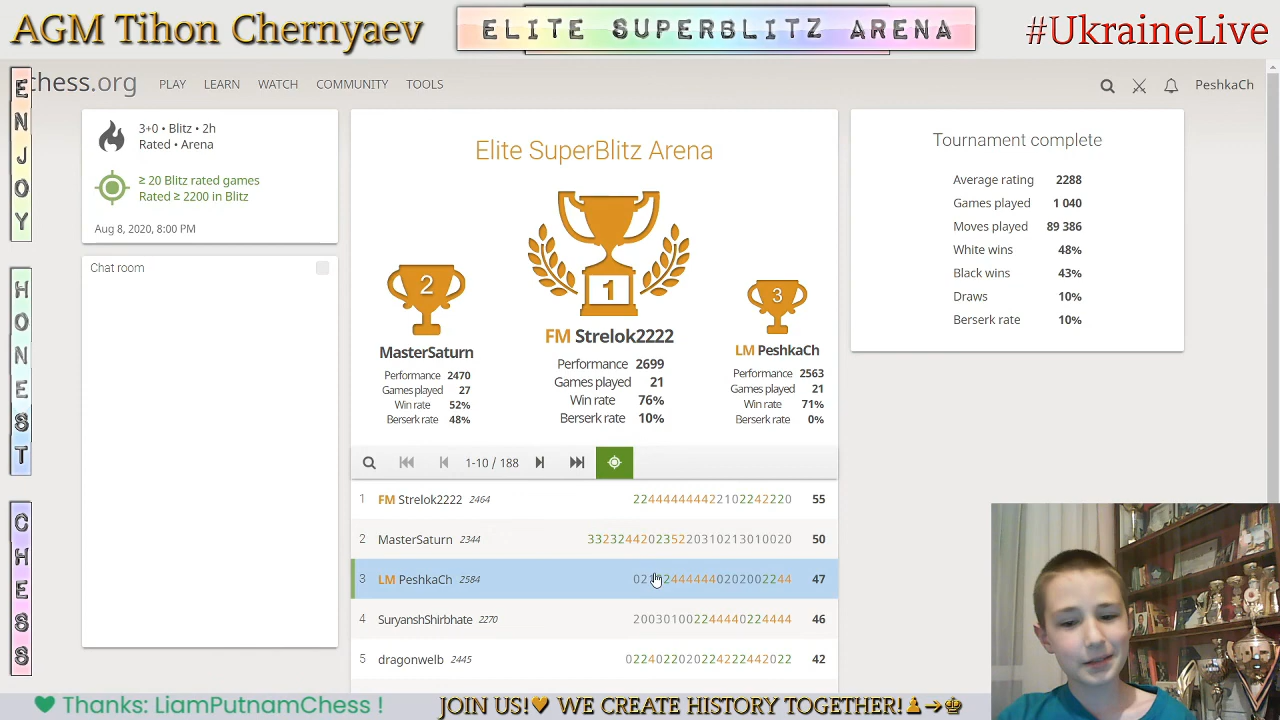 AGM Tihon Chernyaev
ELITE SUPERBLITZ ARENA
#UkraineLive
ENJOY
HONEST
CHESS
chess.org
PLAY LEARN WATCH COMMUNITY TOOLS
PeshkaCh
3+0 • Blitz • 2h
Rated • Arena
≥ 20 Blitz rated games
Rated ≥ 2200 in Blitz
Aug 8, 2020, 8:00 PM
Chat room
Elite SuperBlitz Arena
2
MasterSaturn
Performance 2470
Games played 27
Win rate 52%
Berserk rate 48%
1
FM Strelok2222
Performance 2699
Games played 21
Win rate 76%
Berserk rate 10%
3
LM PeshkaCh
Performance 2563
Games played 21
Win rate 71%
Berserk rate 0%
1-10 / 188
1 FM Strelok2222 2464 224444444422102242220 55
2 MasterSaturn 2344 332324420235220310213010020 50
3 LM PeshkaCh 2584 47
4 SuryanshShirbhate 2270 200301002244440224444 46
5 dragonwelb 2445 0224022020224222442022 42
Tournament complete
Average rating 2288
Games played 1 040
Moves played 89 386
White wins 48%
Black wins 43%
Draws 10%
Berserk rate 10%
Thanks: LiamPutnamChess !
JOIN US!🧡 WE CREATE HISTORY TOGETHER!♟→♚